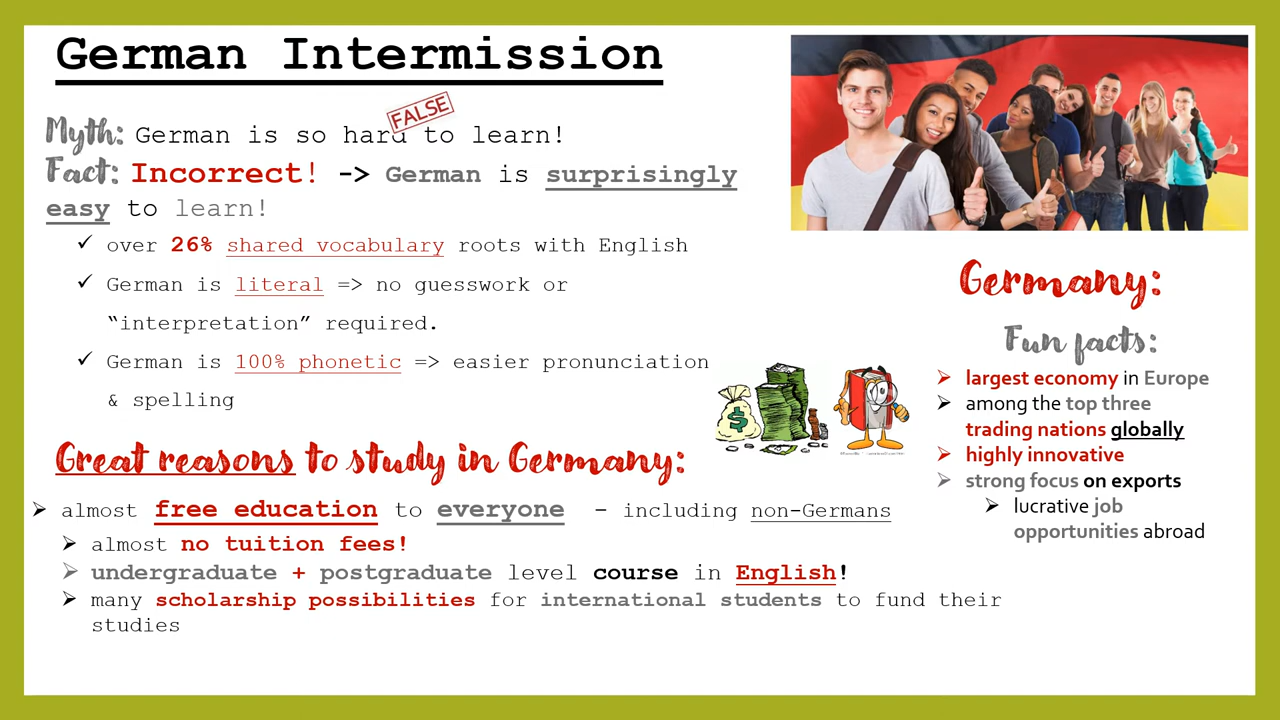 German Intermission
FALSE
Myth: German is so hard to learn!
Fact: Incorrect! -> German is surprisingly
easy to learn!
✓ over 26% shared vocabulary roots with English
✓ German is literal => no guesswork or
“interpretation” required.
✓ German is 100% phonetic => easier pronunciation
& spelling
Great reasons to study in Germany:
➢ almost free education to everyone – including non-Germans
➢ almost no tuition fees!
➢ undergraduate + postgraduate level course in English!
➢ many scholarship possibilities for international students to fund their
studies
Germany:
Fun facts:
➢ largest economy in Europe
➢ among the top three
trading nations globally
➢ highly innovative
➢ strong focus on exports
➢ lucrative job
opportunities abroad